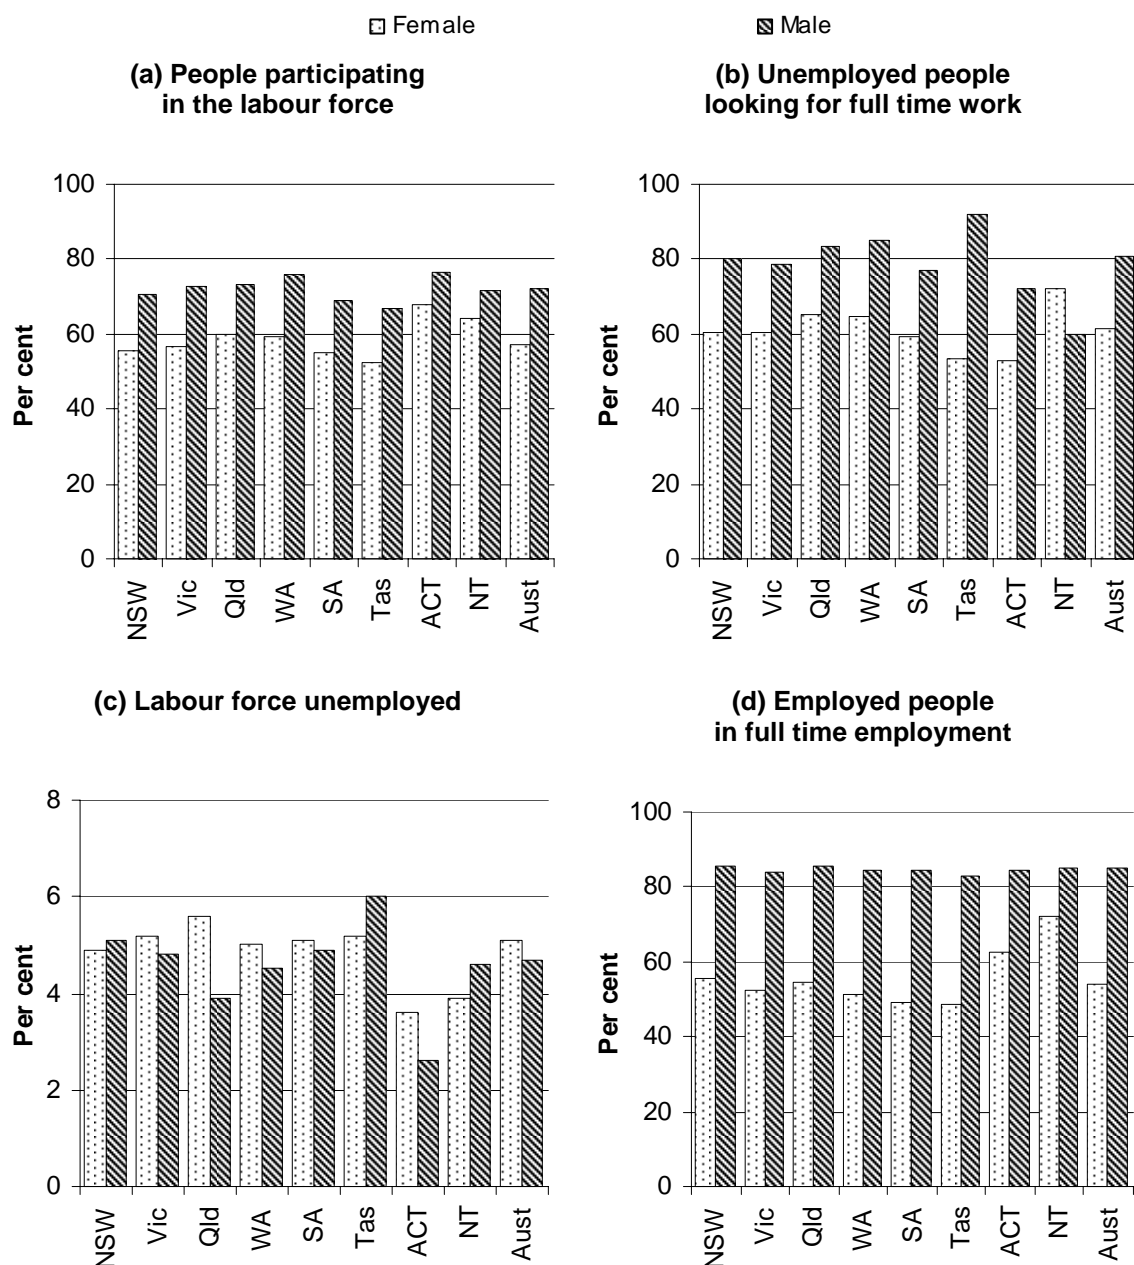 Female Male
(a) People participating
in the labour force
Per cent
100
80
60
40
20
0
NSW Vic Qld WA SA Tas ACT NT Aust
(b) Unemployed people
looking for full time work
Per cent
100
80
60
40
20
0
NSW Vic Qld WA SA Tas ACT NT Aust
(c) Labour force unemployed
Per cent
8
6
4
2
0
NSW Vic Qld WA SA Tas ACT NT Aust
(d) Employed people
in full time employment
Per cent
100
80
60
40
20
0
NSW Vic Qld WA SA Tas ACT NT Aust